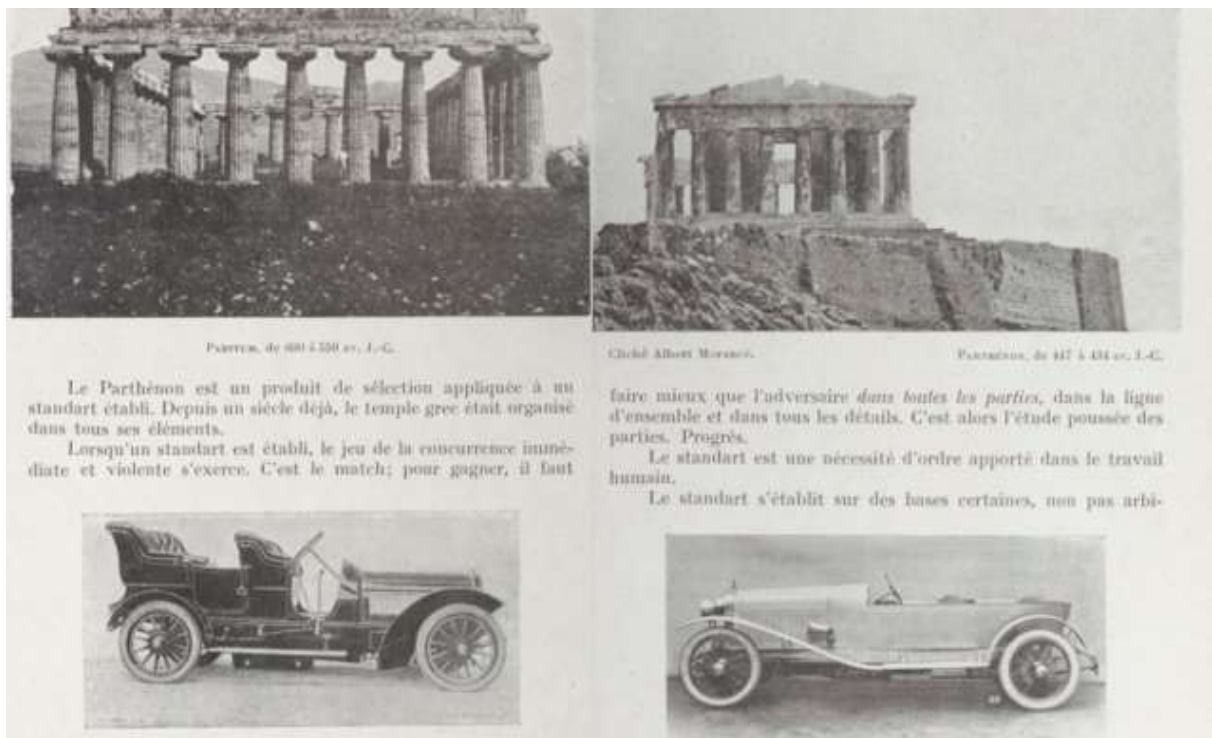 PAESTUM, de 600 à 550 av. J.-C.
Le Parthénon est un produit de sélection appliquée à un
standart établi. Depuis un siècle déjà, le temple grec était organisé
dans tous ses éléments.
Lorsqu'un standart est établi, le jeu de la concurrence immé-
diate et violente s'exerce. C'est le match; pour gagner, il faut
Cliché Albert Morancé.
PARTHÉNON, de 447 à 434 av. J.-C.
faire mieux que l'adversaire dans toutes les parties, dans la ligne
d'ensemble et dans tous les détails. C'est alors l'étude poussée des
parties. Progrès.
Le standart est une nécessité d'ordre apporté dans le travail
humain.
Le standart s'établit sur des bases certaines, non pas arbi-